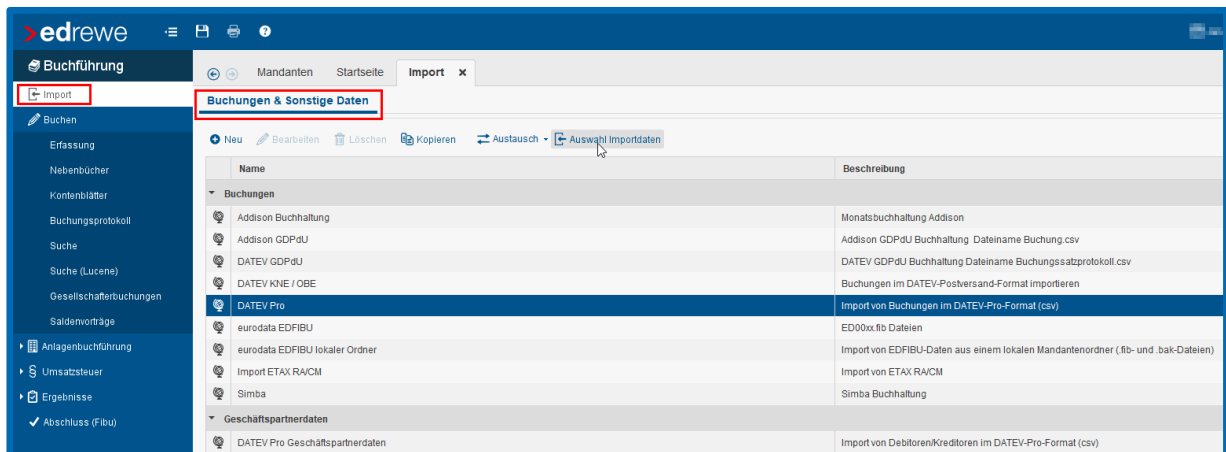 edrewe
Buchführung
Import
Buchen
Erfassung
Nebenbücher
Kontenblätter
Buchungsprotokoll
Suche
Suche (Lucene)
Gesellschafterbuchungen
Saldenvorträge
Anlagenbuchführung
§ Umsatzsteuer
Ergebnisse
Abschluss (Fibu)
Mandanten Startseite Import x
Buchungen & Sonstige Daten
Neu Bearbeiten Löschen Kopieren Austausch Auswahl Importdaten
Name Beschreibung
Buchungen
Addison Buchhaltung Monatsbuchhaltung Addison
Addison GDPdU Addison GDPdU Buchhaltung Dateiname Buchung.csv
DATEV GDPdU DATEV GDPdU Buchhaltung Dateiname Buchungssatzprotokoll.csv
DATEV KNE / OBE Buchungen im DATEV-Postversand-Format importieren
DATEV Pro Import von Buchungen im DATEV-Pro-Format (csv)
eurodata EDFIBU ED00xx.fib Dateien
eurodata EDFIBU lokaler Ordner Import von EDFIBU-Daten aus einem lokalen Mandantenordner (.fib- und .bak-Dateien)
Import ETAX RA/CM Import von ETAX RA/CM
Simba Simba Buchhaltung
Geschäftspartnerdaten
DATEV Pro Geschäftspartnerdaten Import von Debitoren/Kreditoren im DATEV-Pro-Format (csv)